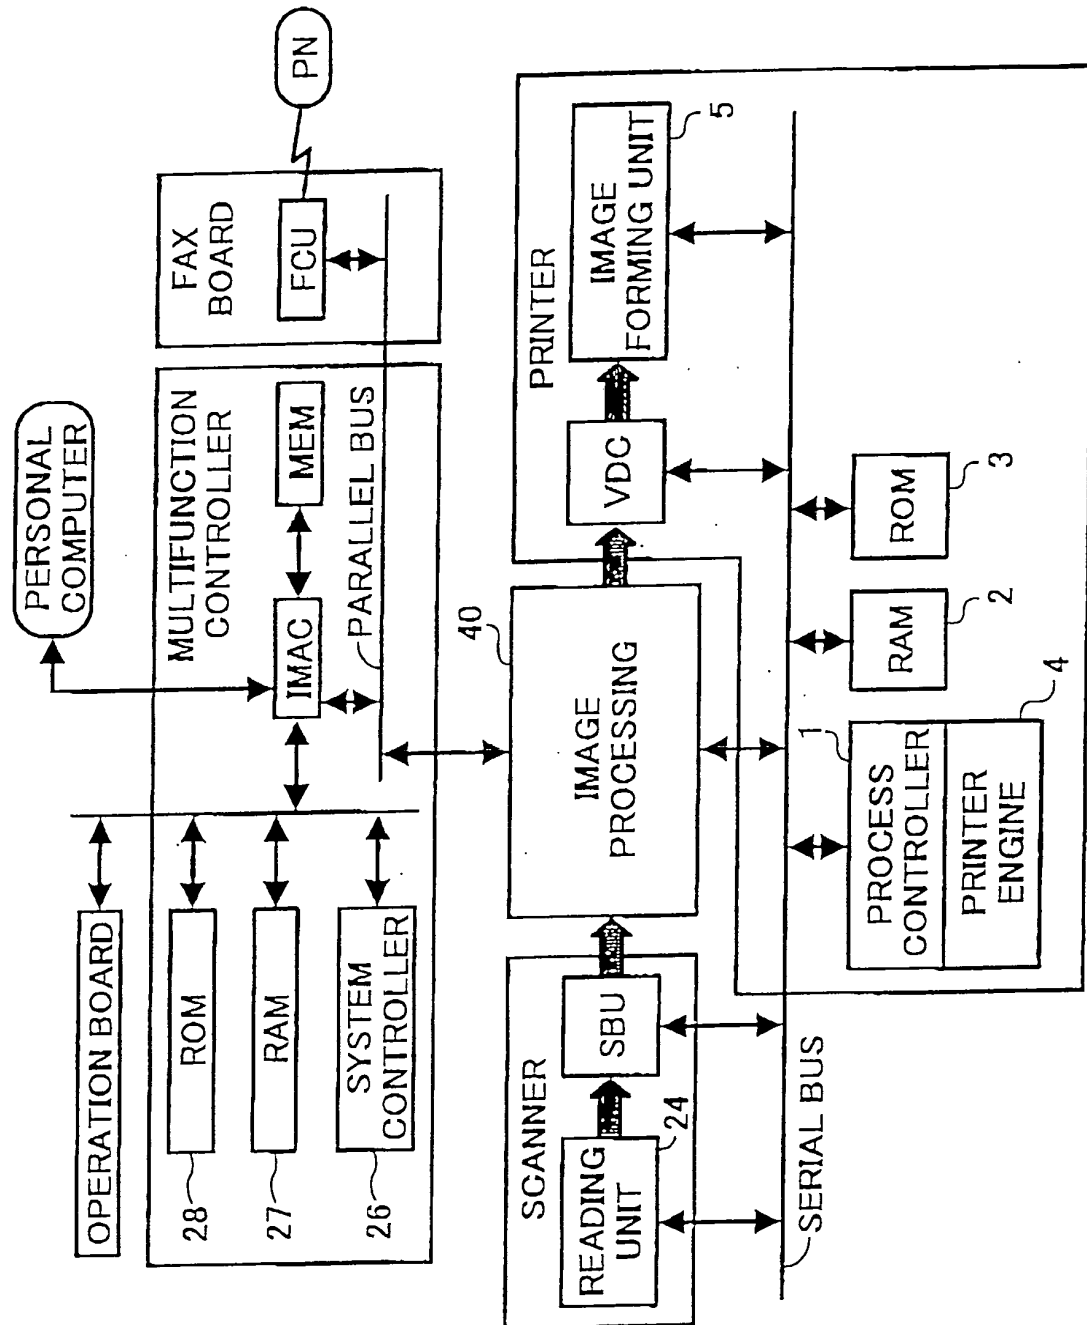 PERSONAL
COMPUTER
OPERATION BOARD
MULTIFUNCTION
CONTROLLER
28
ROM
27
RAM
26
SYSTEM
CONTROLLER
IMAC
MEM
PARALLEL BUS
FAX
BOARD
FCU
PN
SCANNER
READING
UNIT
24
SBU
40
IMAGE
PROCESSING
PRINTER
VDC
IMAGE
FORMING UNIT
5
SERIAL BUS
1
PROCESS
CONTROLLER
PRINTER
ENGINE
4
RAM
2
ROM
3